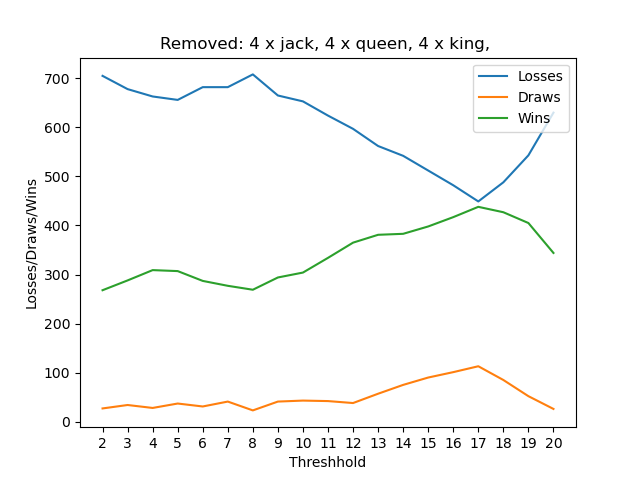 Removed: 4 x jack, 4 x queen, 4 x king,
Losses
Draws
Wins
Losses/Draws/Wins
700
600
500
400
300
200
100
0
2 3 4 5 6 7 8 9 10 11 12 13 14 15 16 17 18 19 20
Threshhold